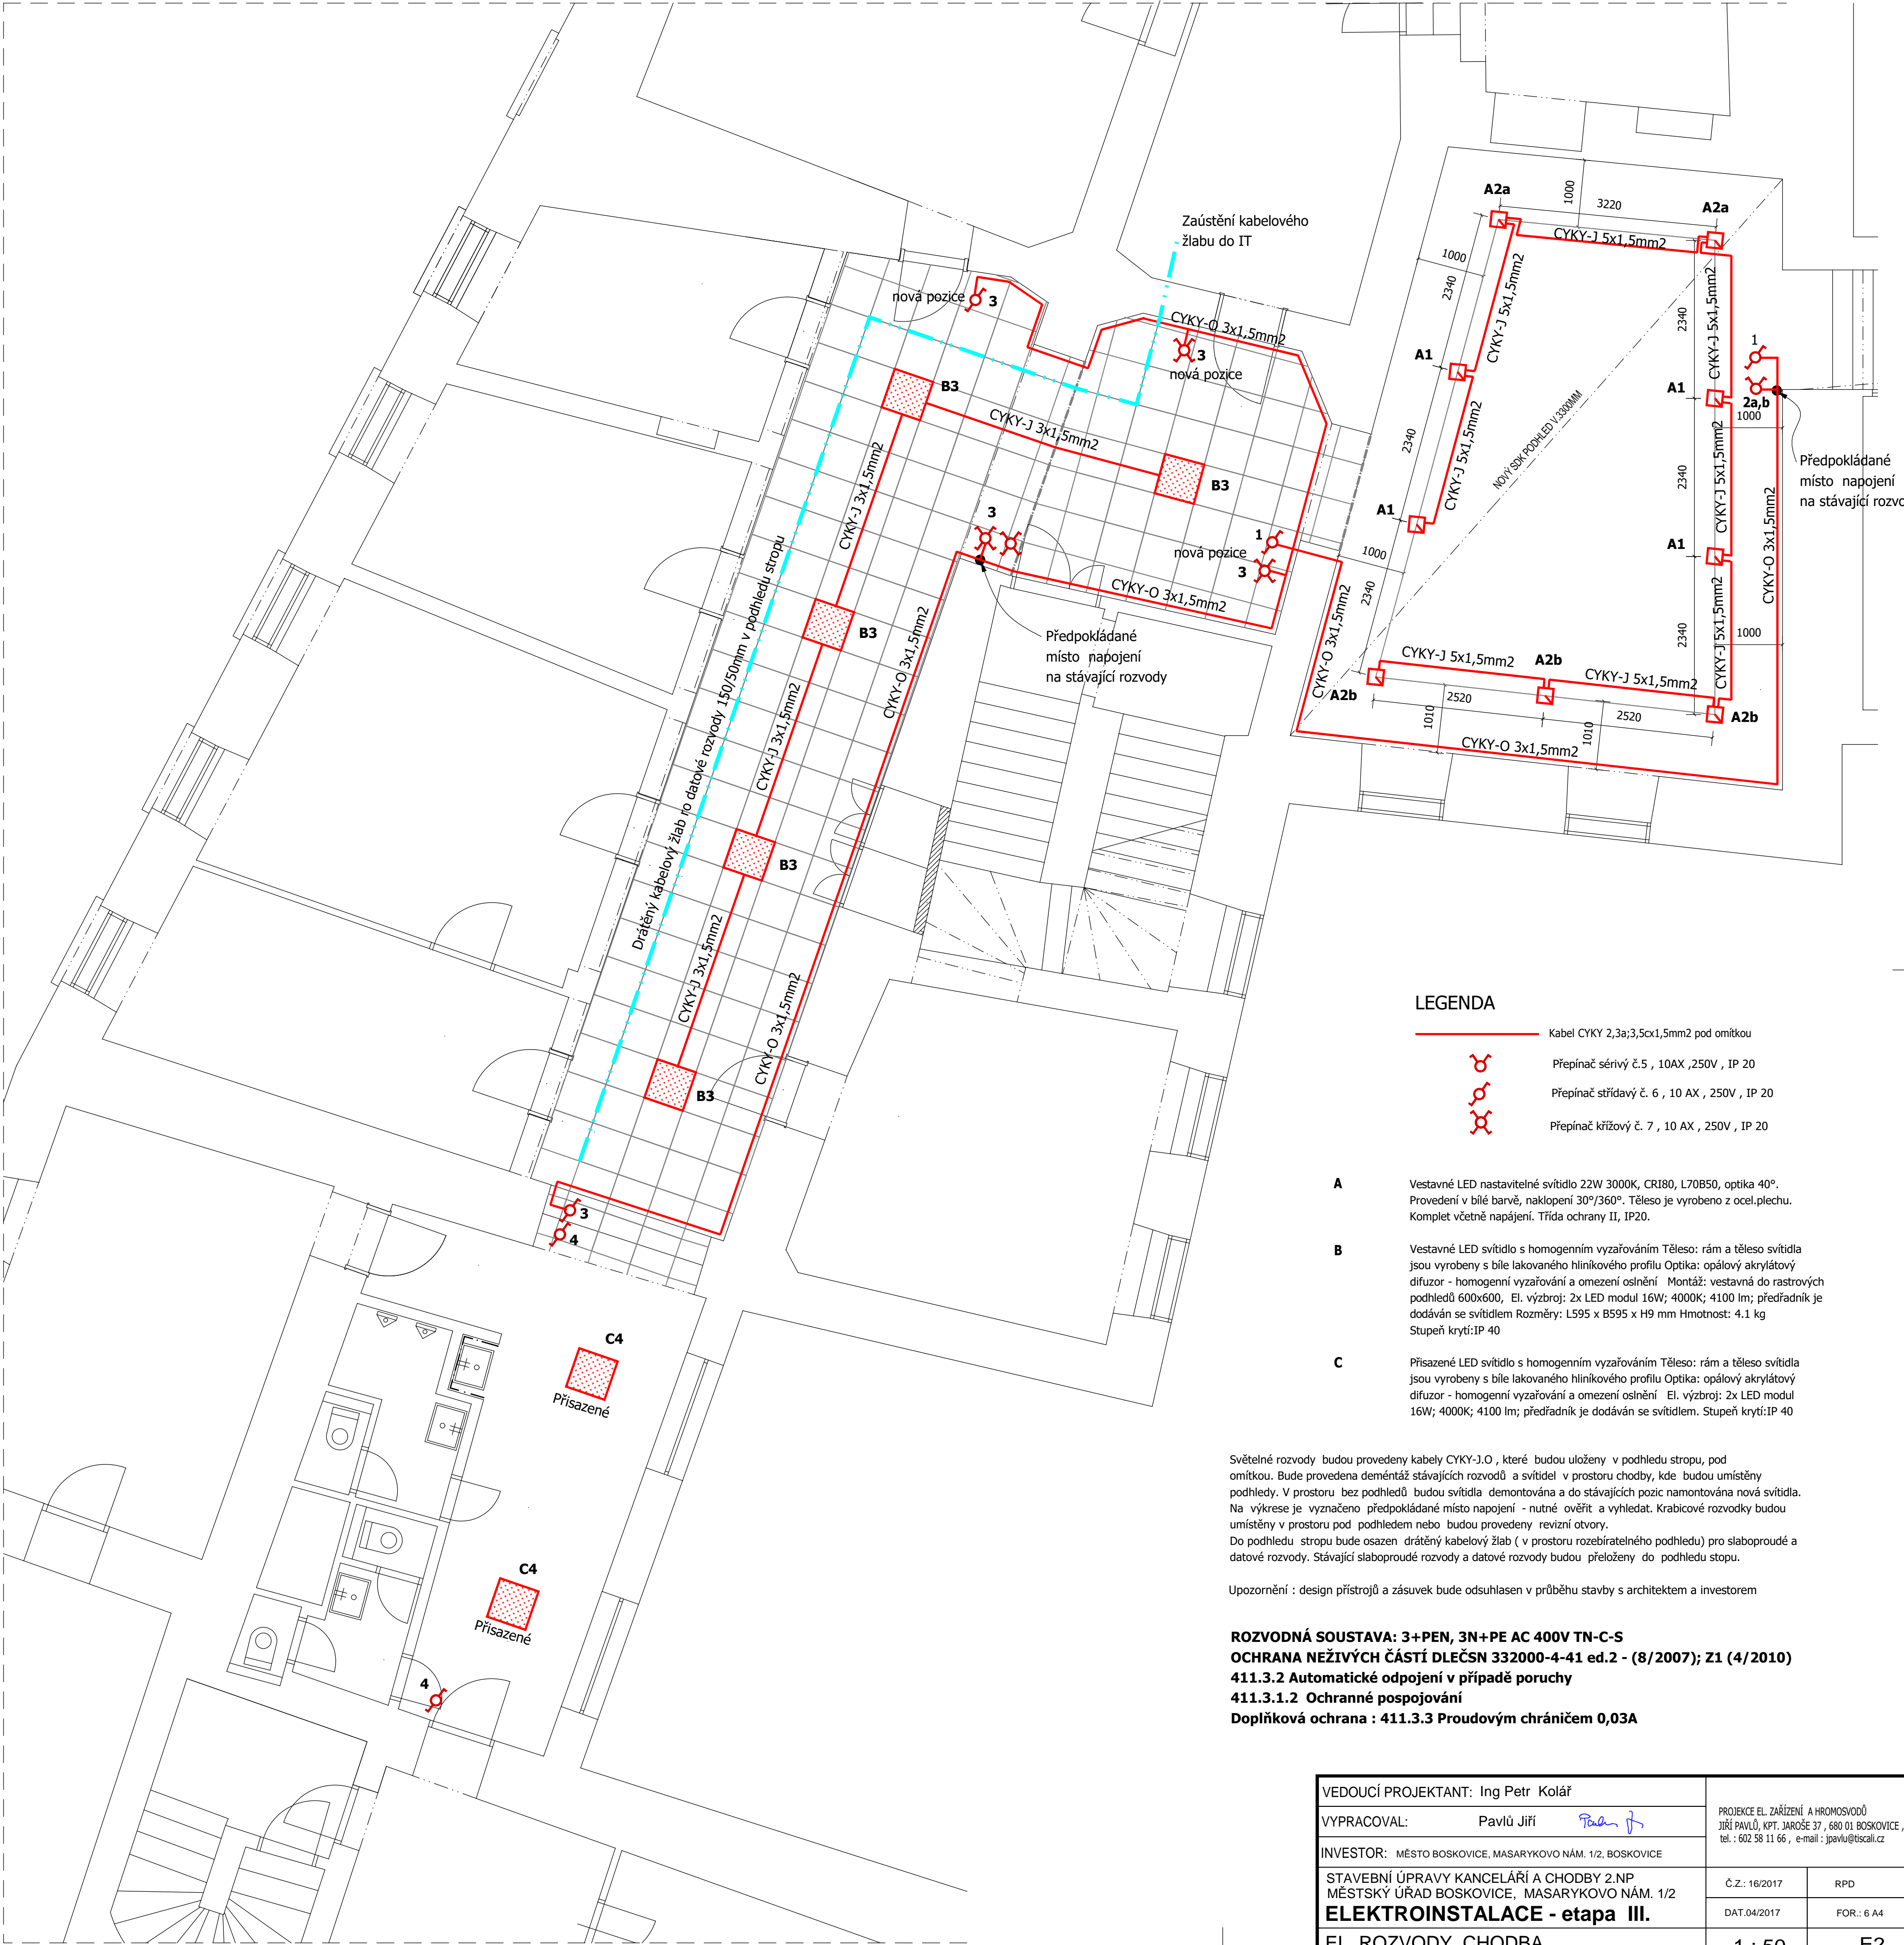 Zaústění kabelového
žlabu do IT
A2a
1000
3220
A2a
CYKY-J 5x1,5mm2
1000
2340
CYKY-J 5x1,5mm2
CYKY-J 5x1,5mm2
2340
nová pozice
3
CYKY-O 3x1,5mm2
3
nová pozice
A1
1
A1
2a,b
1000
B3
CYKY-J 3x1,5mm2
B3
2340
CYKY-J 5x1,5mm2
NOVÝ SDK PODHLED V.3300MM
2340
CYKY-J 5x1,5mm2
Předpokládané
místo napojení
na stávající rozvo
CYKY-J 3x1,5mm2
3
A1
1
nová pozice
3
1000
A1
CYKY-O 3x1,5mm2
Drátěný kabelový žlab ro datové rozvody 150/50mm v podhledu stropu
CYKY-O 3x1,5mm2
2340
CYKY-O 3x1,5mm2
2340
CYKY-J 5x1,5mm2
1000
B3
CYKY-O 3x1,5mm2
Předpokládané
místo napojení
na stávající rozvody
CYKY-J 5x1,5mm2
A2b
CYKY-J 5x1,5mm2
A2b
2520
2520
A2b
1010
1010
CYKY-O 3x1,5mm2
CYKY-J 3x1,5mm2
B3
CYKY-J 3x1,5mm2
CYKY-O 3x1,5mm2
B3
3
4
C4
Přisazené
C4
Přisazené
4
LEGENDA
Kabel CYKY 2,3a;3,5cx1,5mm2 pod omítkou
Přepínač sérivý č.5 , 10AX ,250V , IP 20
Přepínač střídavý č. 6 , 10 AX , 250V , IP 20
Přepínač křížový č. 7 , 10 AX , 250V , IP 20
A
Vestavné LED nastavitelné svítidlo 22W 3000K, CRI80, L70B50, optika 40°.
Provedení v bílé barvě, naklopení 30°/360°. Těleso je vyrobeno z ocel.plechu.
Komplet včetně napájení. Třída ochrany II, IP20.
B
Vestavné LED svítidlo s homogenním vyzařováním Těleso: rám a těleso svítidla
jsou vyrobeny s bíle lakovaného hliníkového profilu Optika: opálový akrylátový
difuzor - homogenní vyzařování a omezení oslnění Montáž: vestavná do rastrových
podhledů 600x600, El. výzbroj: 2x LED modul 16W; 4000K; 4100 lm; předřadník je
dodáván se svítidlem Rozměry: L595 x B595 x H9 mm Hmotnost: 4.1 kg
Stupeň krytí:IP 40
C
Přisazené LED svítidlo s homogenním vyzařováním Těleso: rám a těleso svítidla
jsou vyrobeny s bíle lakovaného hliníkového profilu Optika: opálový akrylátový
difuzor - homogenní vyzařování a omezení oslnění El. výzbroj: 2x LED modul
16W; 4000K; 4100 lm; předřadník je dodáván se svítidlem. Stupeň krytí:IP 40
Světelné rozvody budou provedeny kabely CYKY-J.O , které budou uloženy v podhledu stropu, pod
omítkou. Bude provedena deméntáž stávajících rozvodů a svítidel v prostoru chodby, kde budou umístěny
podhledy. V prostoru bez podhledů budou svítidla demontována a do stávajících pozic namontována nová svítidla.
Na výkrese je vyznačeno předpokládané místo napojení - nutné ověřit a vyhledat. Krabicové rozvodky budou
umístěny v prostoru pod podhledem nebo budou provedeny revizní otvory.
Do podhledu stropu bude osazen drátěný kabelový žlab ( v prostoru rozebíratelného podhledu) pro slaboproudé a
datové rozvody. Stávající slaboproudé rozvody a datové rozvody budou přeloženy do podhledu stopu.
Upozornění : design přístrojů a zásuvek bude odsuhlasen v průběhu stavby s architektem a investorem
ROZVODNÁ SOUSTAVA: 3+PEN, 3N+PE AC 400V TN-C-S
OCHRANA NEŽIVÝCH ČÁSTÍ DLEČSN 332000-4-41 ed.2 - (8/2007); Z1 (4/2010)
411.3.2 Automatické odpojení v případě poruchy
411.3.1.2 Ochranné pospojování
Doplňková ochrana : 411.3.3 Proudovým chráničem 0,03A
VEDOUCÍ PROJEKTANT: Ing Petr Kolář
VYPRACOVAL: Pavlů Jiří
INVESTOR: MĚSTO BOSKOVICE, MASARYKOVO NÁM. 1/2, BOSKOVICE
PROJEKCE EL. ZAŘÍZENÍ A HROMOSVODŮ
JIŘÍ PAVLŮ, KPT. JAROŠE 37 , 680 01 BOSKOVICE ,
tel. : 602 58 11 66 , e-mail : jpavlu@tiscali.cz
STAVEBNÍ ÚPRAVY KANCELÁŘÍ A CHODBY 2.NP
MĚSTSKÝ ÚŘAD BOSKOVICE, MASARYKOVO NÁM. 1/2
ELEKTROINSTALACE - etapa III.
Č.Z.: 16/2017
RPD
DAT.04/2017
FOR.: 6 A4
EL. ROZVODY CHODBA
1 : 50
E2